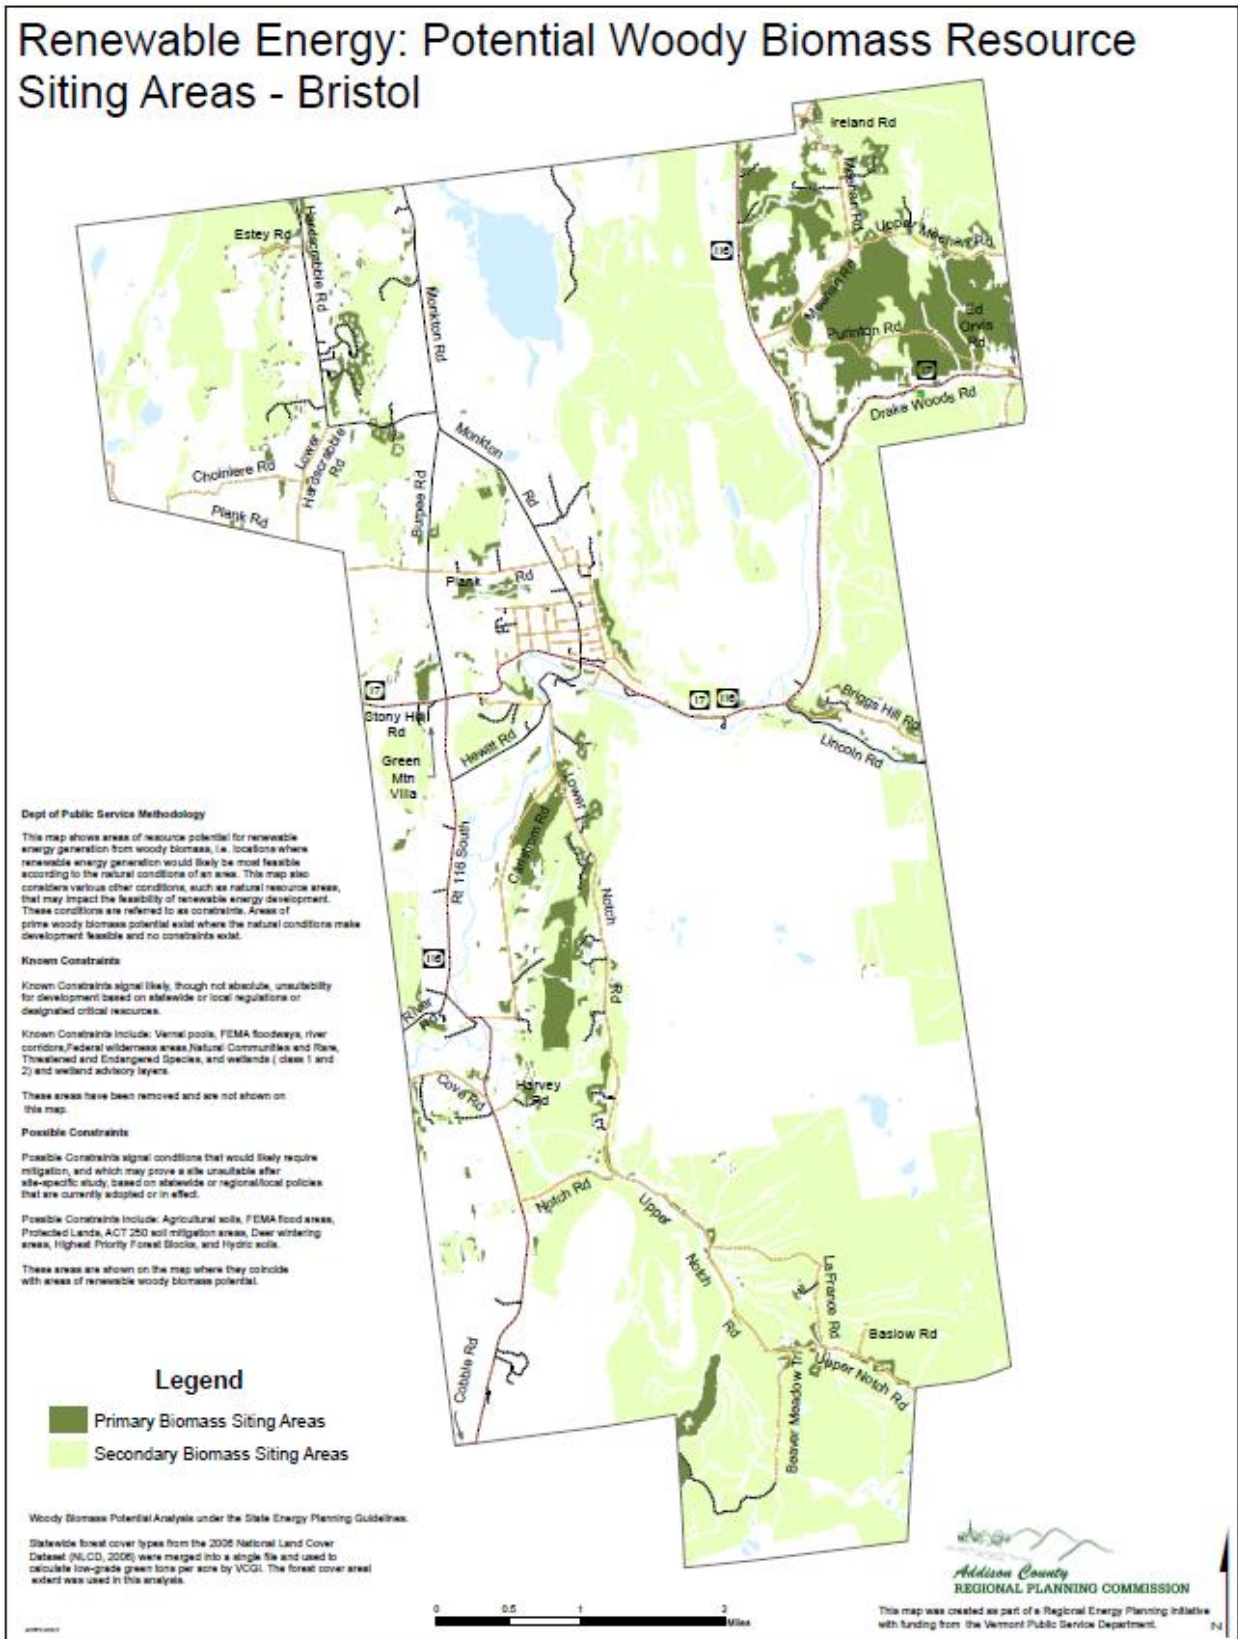 Renewable Energy: Potential Woody Biomass Resource
Siting Areas - Bristol
Ireland Rd
Meehan Rd
Upper Meehan Rd
Estey Rd
Hardscrabble Rd
116
Monkton Rd
Meehan Rd
Ed
Orvis
Rd
Purinton Rd
17
Drake Woods Rd
Monkton
Rd
Lower
Hardscrabble
Rd
Choiniere Rd
Burpee Rd
Plank Rd
Plank
Rd
17
17
116
Briggs Hill Rd
Stony Hill
Rd
Lincoln Rd
Hewitt Rd
Green
Mtn
Villa
Lower
Carlstrom Rd
Rt 116 South
Notch
Rd
116
River
Rd
Cove Rd
Harvey
Rd
Notch Rd
Upper
Notch
Rd
LaFrance Rd
Baslow Rd
Upper Notch Rd
Beaver Meadow Trl
Cobble Rd
Dept of Public Service Methodology
This map shows areas of resource potential for renewable
energy generation from woody biomass, i.e. locations where
renewable energy generation would likely be most feasible
according to the natural conditions of an area. This map also
considers various other conditions, such as natural resource areas,
that may impact the feasibility of renewable energy development.
These conditions are referred to as constraints. Areas of
prime woody biomass potential exist where the natural conditions make
development feasible and no constraints exist.
Known Constraints
Known Constraints signal likely, though not absolute, unsuitability
for development based on statewide or local regulations or
designated critical resources.
Known Constraints include: Vernal pools, FEMA floodways, river
corridors,Federal wilderness areas,Natural Communities and Rare,
Threatened and Endangered Species, and wetlands ( class 1 and
2) and wetland advisory layers.
These areas have been removed and are not shown on
this map.
Possible Constraints
Possible Constraints signal conditions that would likely require
mitigation, and which may prove a site unsuitable after
site-specific study, based on statewide or regional/local policies
that are currently adopted or in effect.
Possible Constraints include: Agricultural soils, FEMA flood areas,
Protected Lands, ACT 250 soil mitigation areas, Deer wintering
areas, Highest Priority Forest Blocks, and Hydric soils.
These areas are shown on the map where they coincide
with areas of renewable woody biomass potential.
Legend
Primary Biomass Siting Areas
Secondary Biomass Siting Areas
Woody Biomass Potential Analysis under the State Energy Planning Guidelines.
Statewide forest cover types from the 2006 National Land Cover
Dataset (NLCD, 2006) were merged into a single file and used to
calculate low-grade green tons per acre by VCGI. The forest cover areal
extent was used in this analysis.
0 0.5 1 2
Miles
Addison County
REGIONAL PLANNING COMMISSION
This map was created as part of a Regional Energy Planning Initiative
with funding from the Vermont Public Service Department.
N